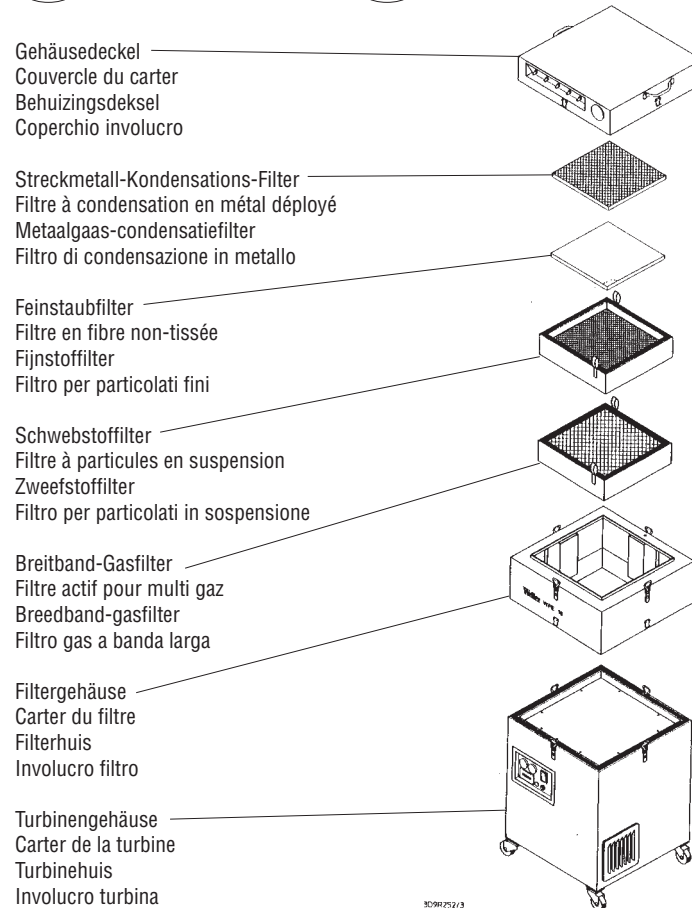 Gehäusedeckel
Couvercle du carter
Behuizingsdeksel
Coperchio involucro
Streckmetall-Kondensations-Filter
Filtre à condensation en métal déployé
Metaalgaas-condensatiefilter
Filtro di condensazione in metallo
Feinstaubfilter
Filtre en fibre non-tissée
Fijnstoffilter
Filtro per particolati fini
Schwebstoffilter
Filtre à particules en suspension
Zweefstoffilter
Filtro per particolati in sospensione
Breitband-Gasfilter
Filtre actif pour multi gaz
Breedband-gasfilter
Filtro gas a banda larga
Filtergehäuse
Carter du filtre
Filterhuis
Involucro filtro
Turbinengehäuse
Carter de la turbine
Turbinehuis
Involucro turbina
3D9R252/3